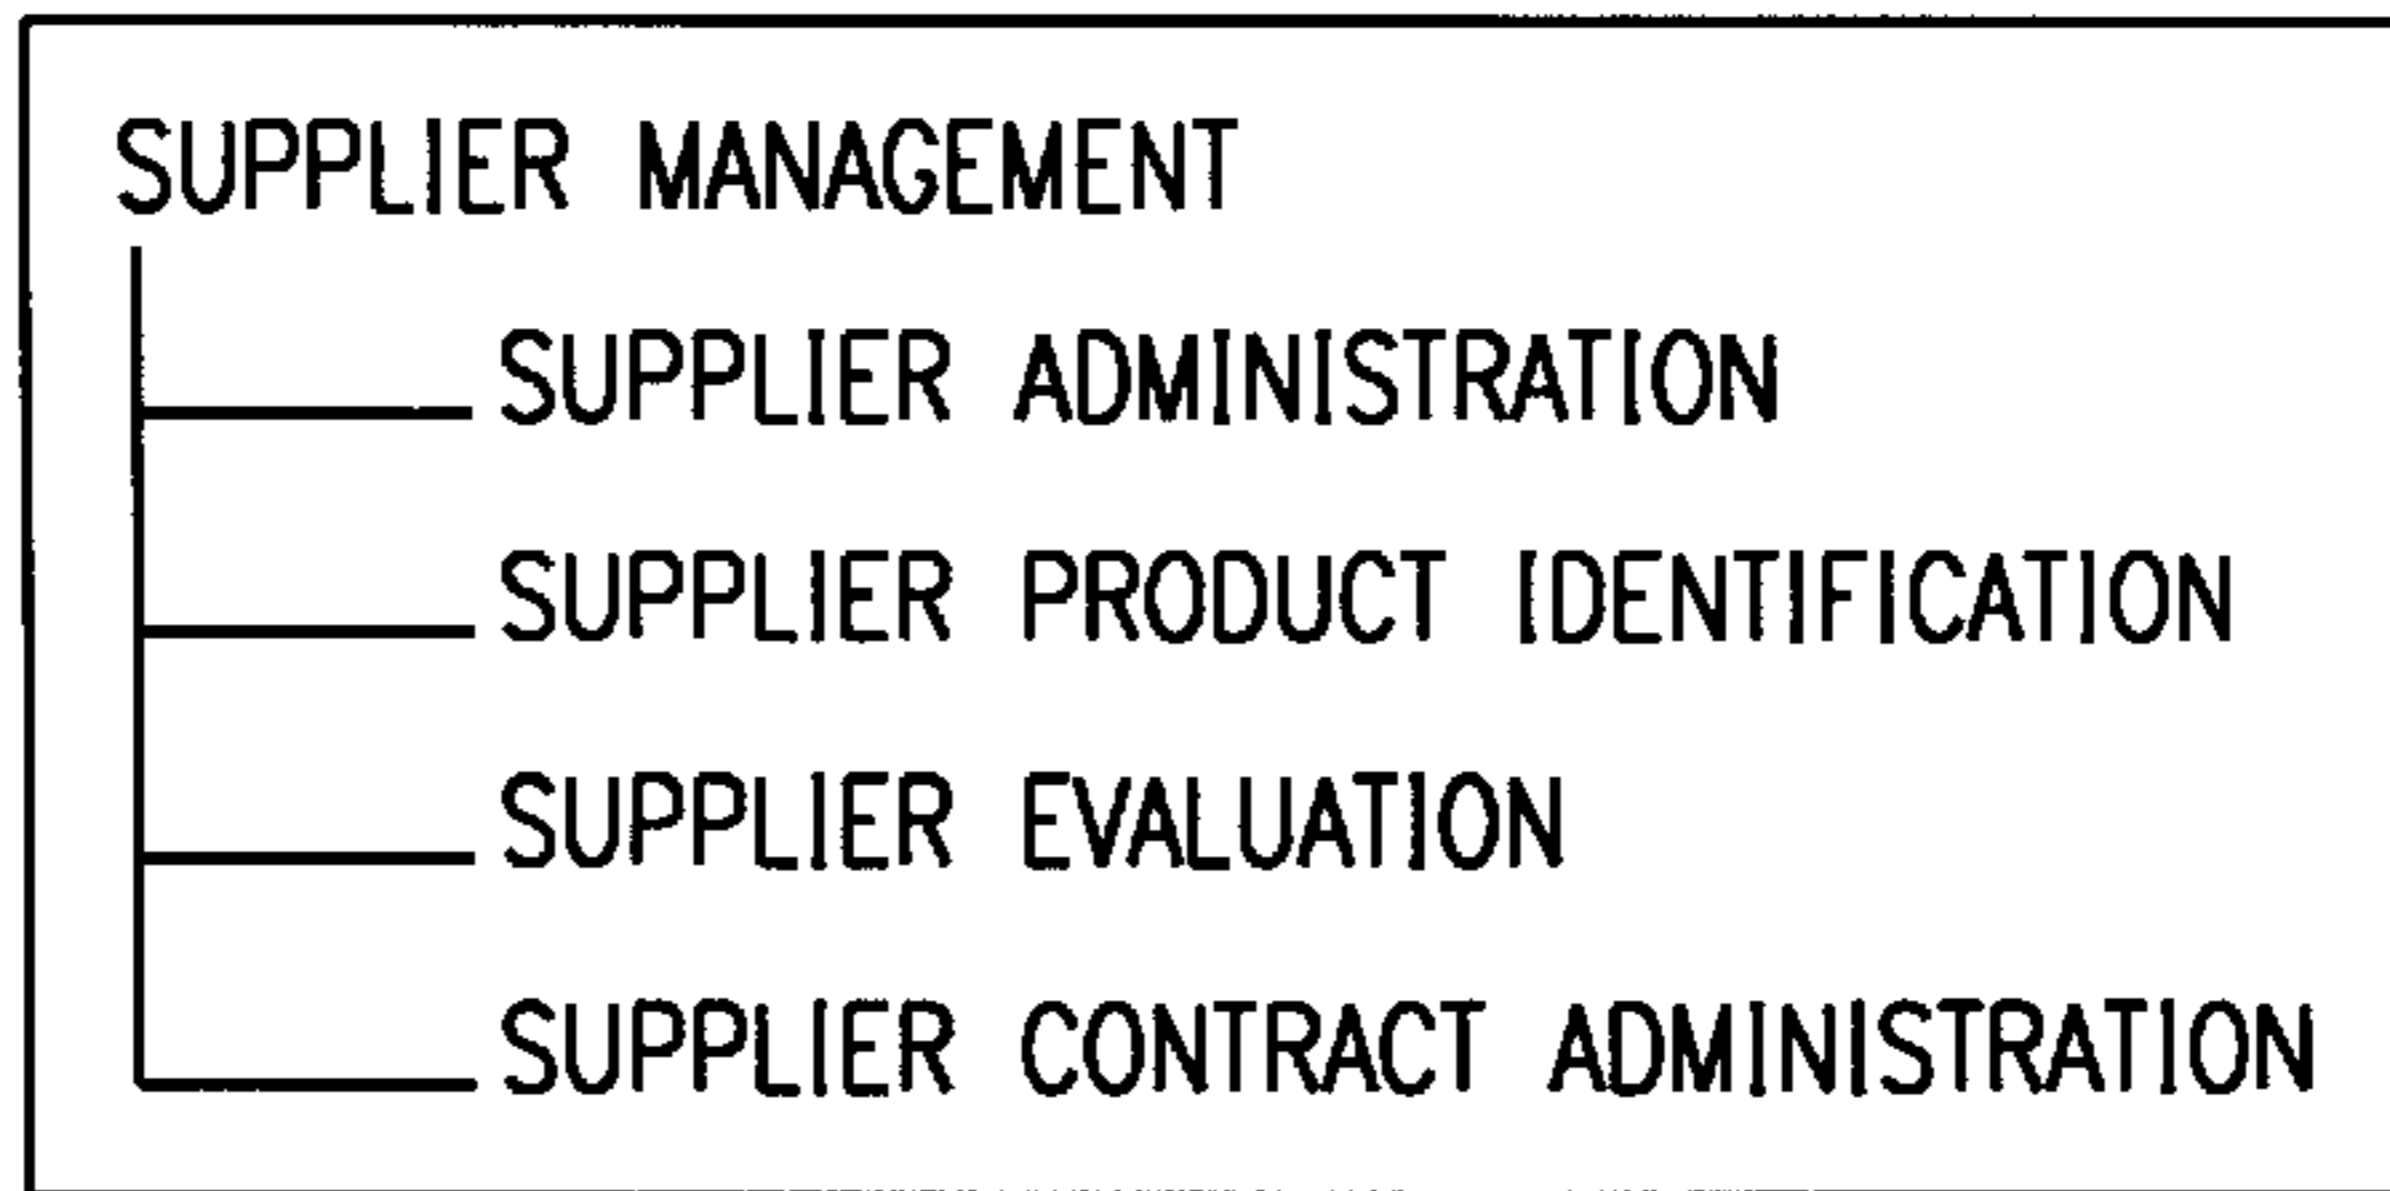 SUPPLIER MANAGEMENT
SUPPLIER ADMINISTRATION
SUPPLIER PRODUCT IDENTIFICATION
SUPPLIER EVALUATION
SUPPLIER CONTRACT ADMINISTRATION